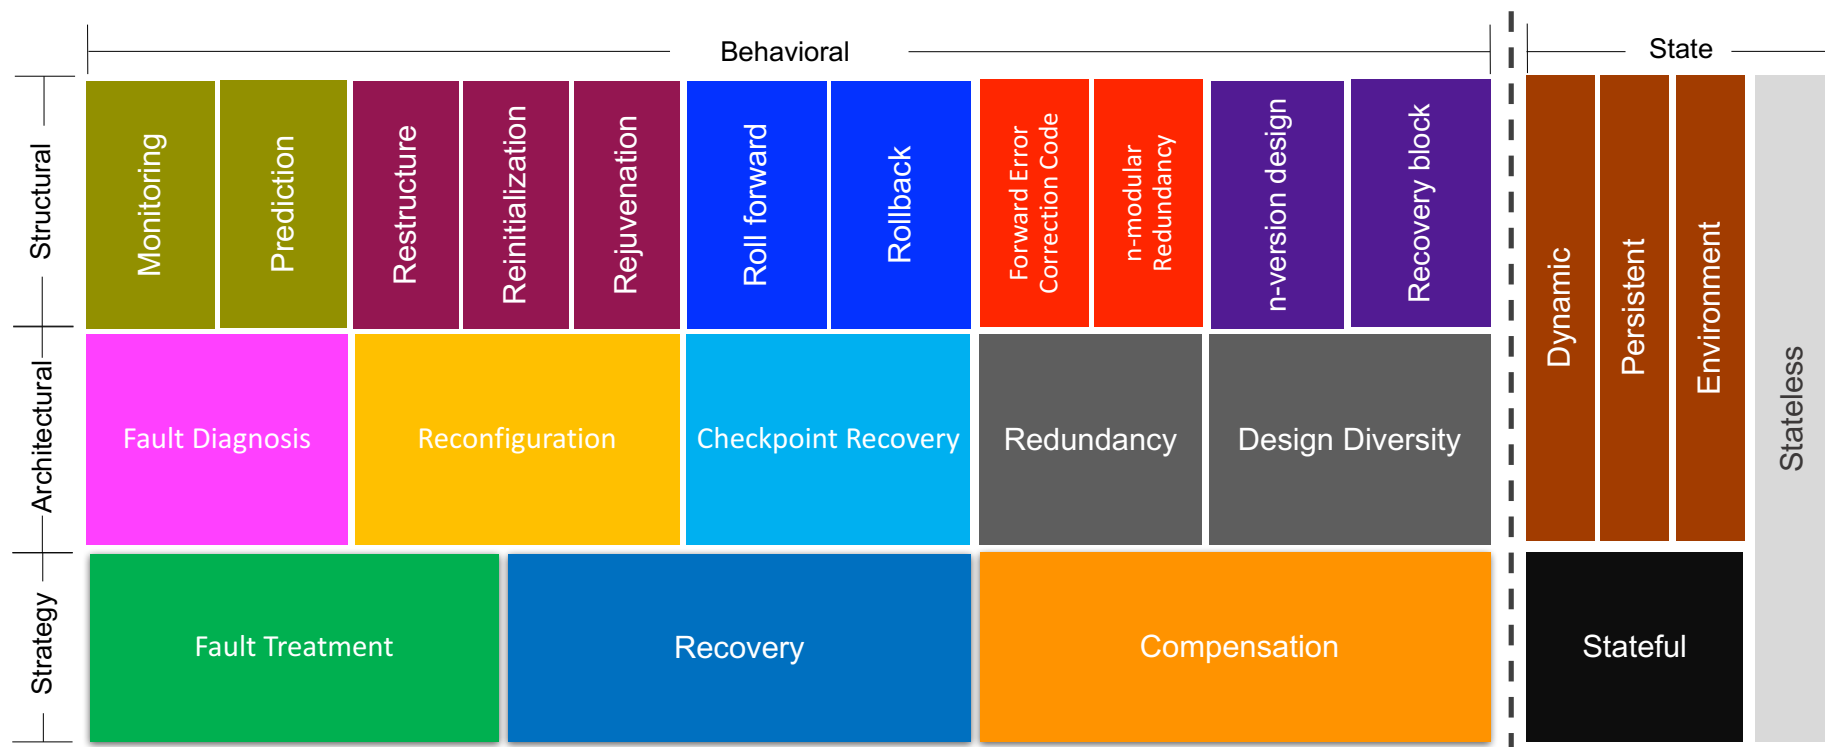 Behavioral
State
Structural
Monitoring
Prediction
Restructure
Reinitialization
Rejuvenation
Roll forward
Rollback
Forward Error
Correction Code
n-modular
Redundancy
n-version design
Recovery block
Dynamic
Persistent
Environment
Stateless
Architectural
Fault Diagnosis
Reconfiguration
Checkpoint Recovery
Redundancy
Design Diversity
Strategy
Fault Treatment
Recovery
Compensation
Stateful